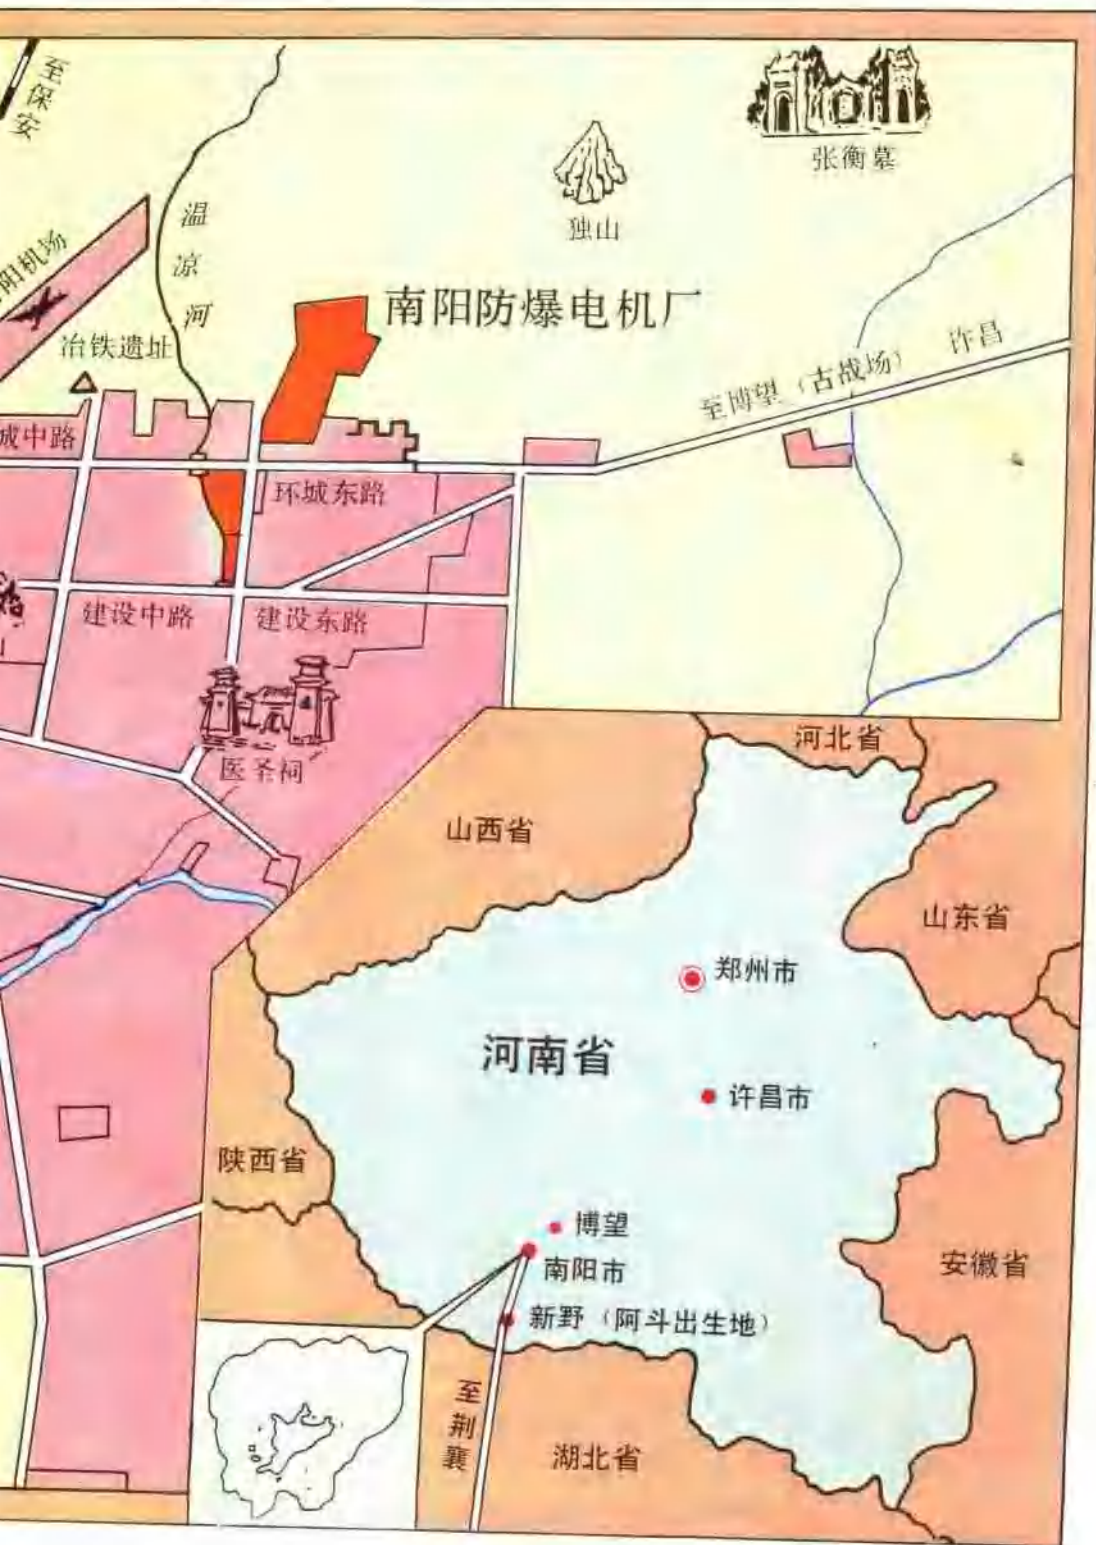 至保安
张衡墓
独山
温凉河
阳机场
南阳防爆电机厂
冶铁遗址
至博望（古战场） 许昌
城中路
环城东路
建设中路
建设东路
医圣祠
河北省
山西省
山东省
郑州市
河南省
许昌市
陕西省
博望
南阳市
安徽省
新野（阿斗出生地）
至荆襄
湖北省